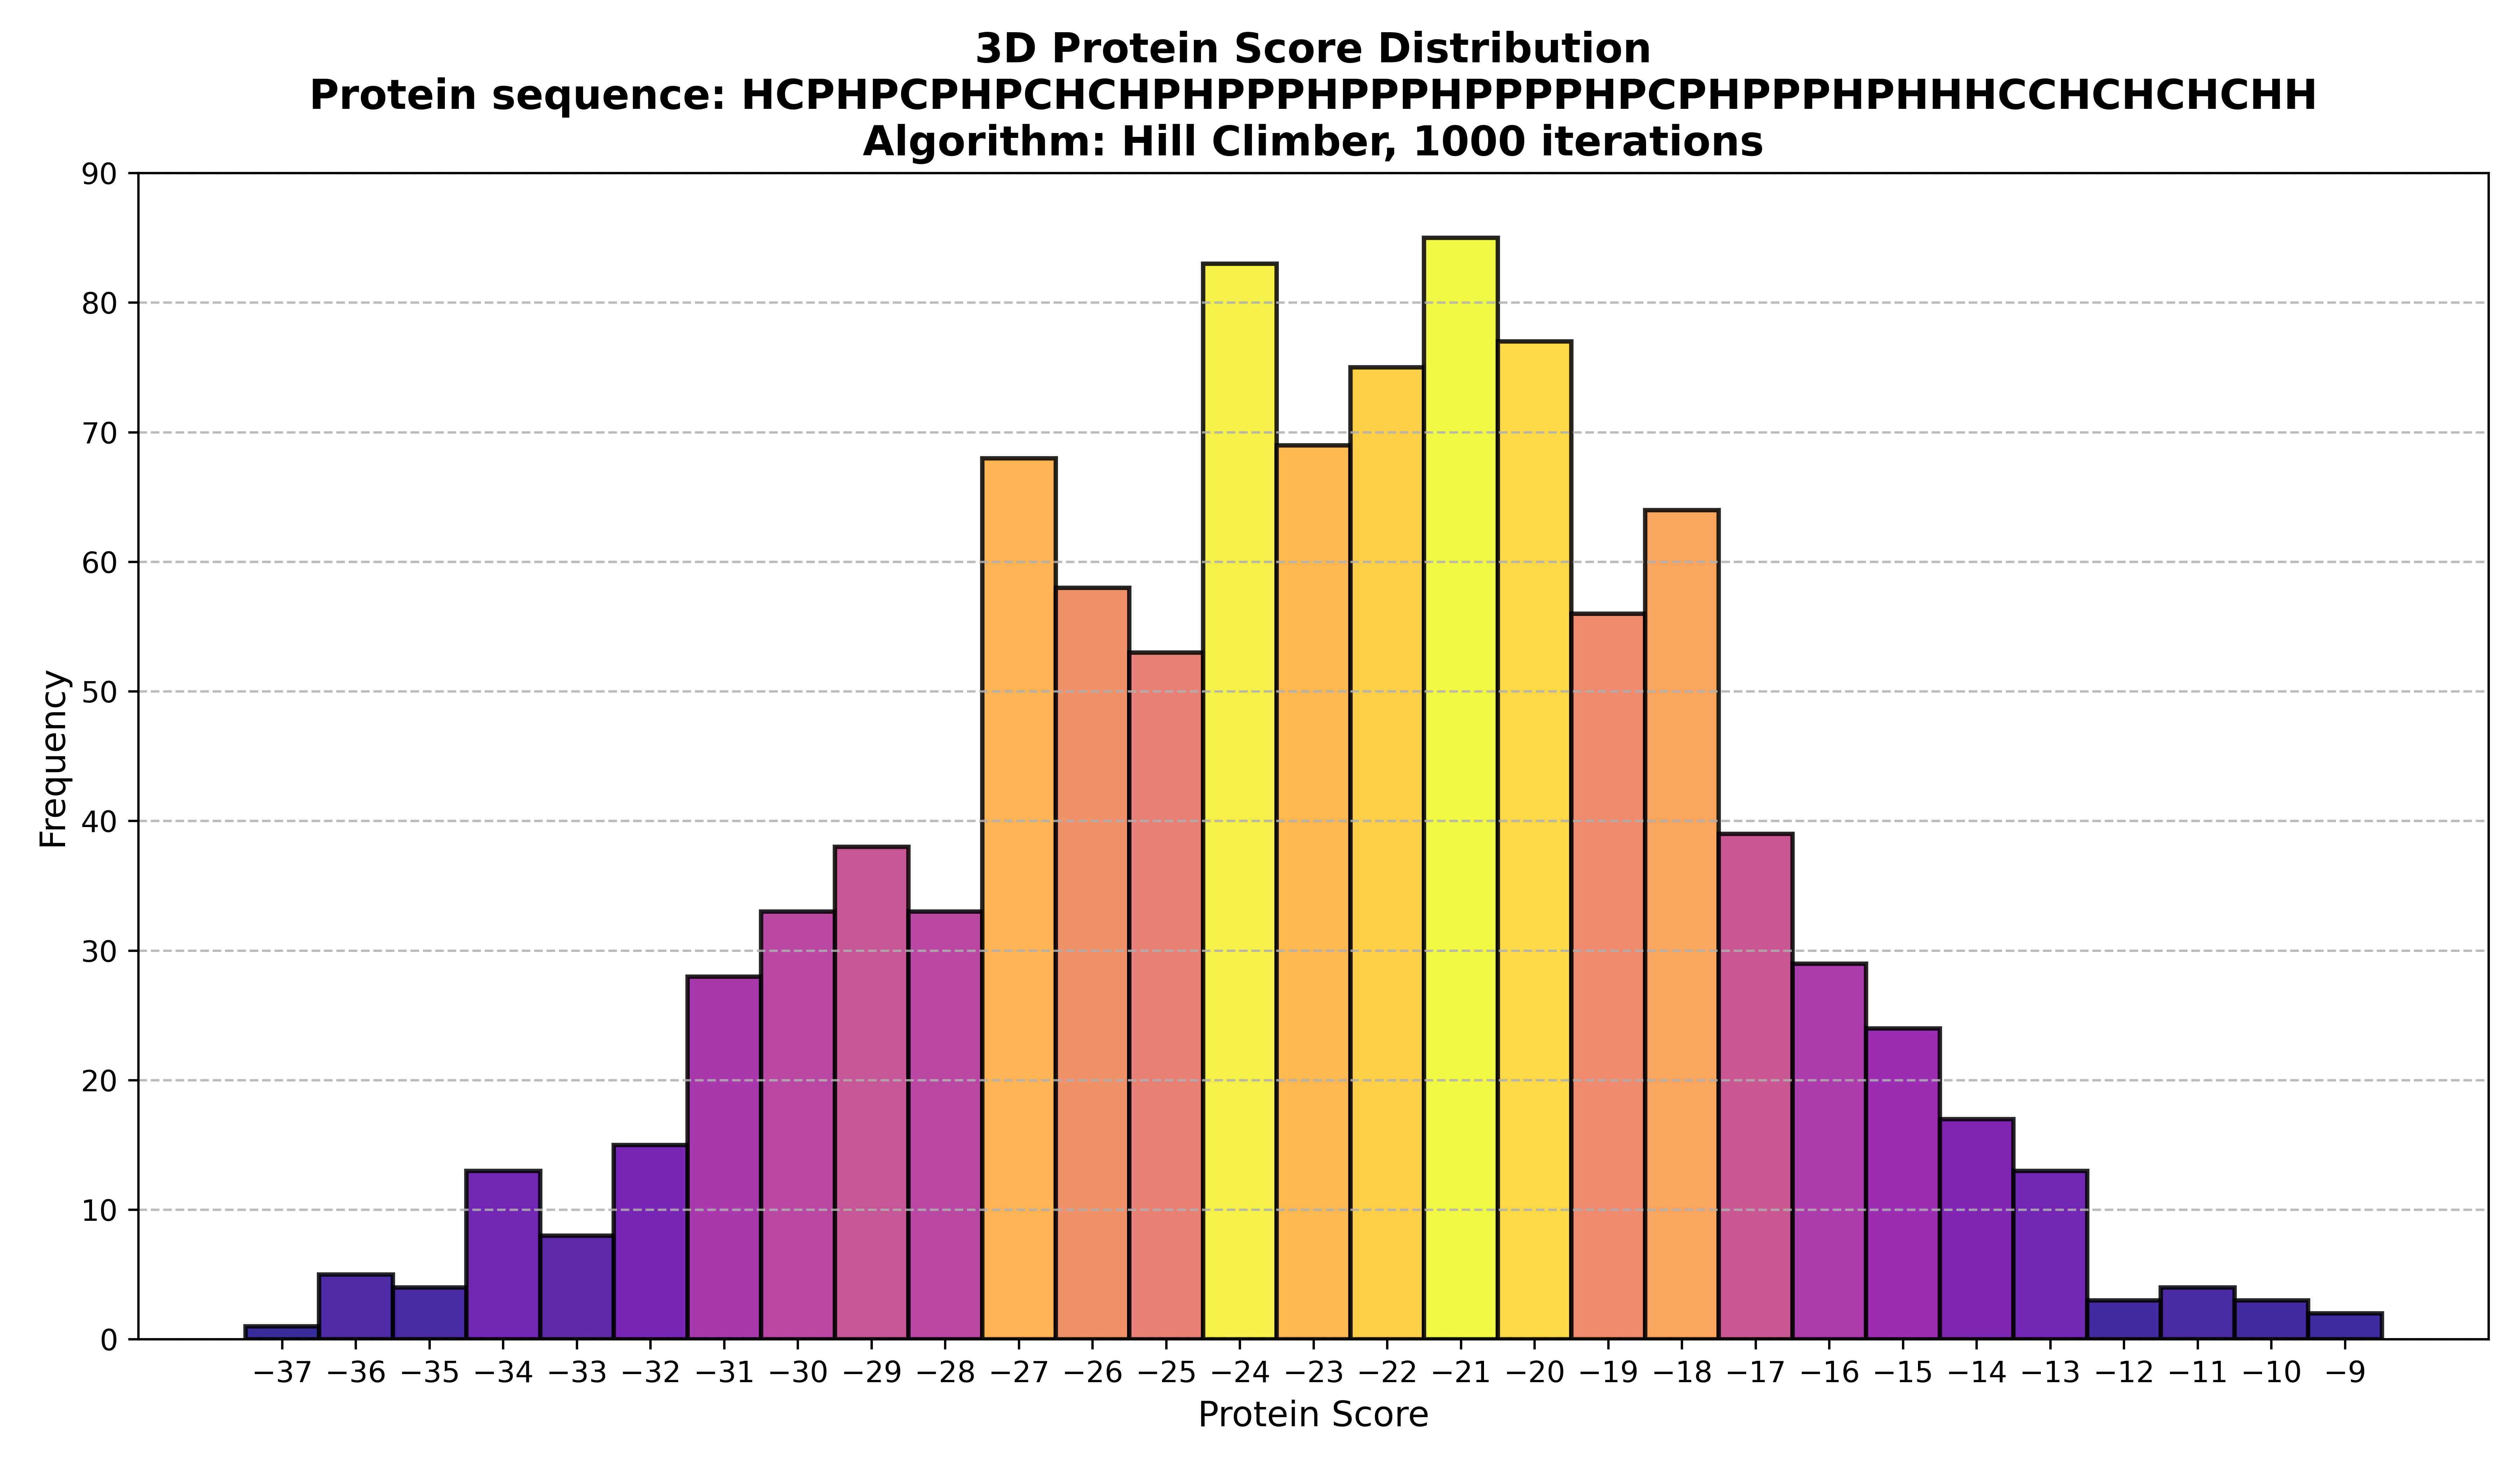 3D Protein Score Distribution
Protein sequence: HCPHPCPHPCHCHPHPPPHPPPHPPPPHPCPHPPPHPHHHCCHCHCHCHH
Algorithm: Hill Climber, 1000 iterations
90
80
70
60
50
40
30
20
10
0
Frequency
−37 −36 −35 −34 −33 −32 −31 −30 −29 −28 −27 −26 −25 −24 −23 −22 −21 −20 −19 −18 −17 −16 −15 −14 −13 −12 −11 −10 −9
Protein Score